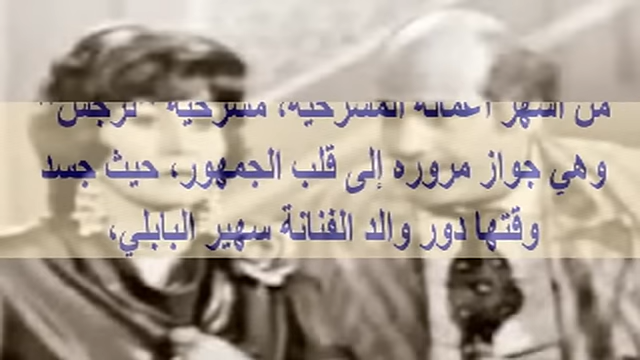 من أشهر أعماله المسرحية، مسرحية "نرجس"
وهي جواز مروره إلى قلب الجمهور، حيث جسد
وقتها دور والد الفنانة سهير البابلي،